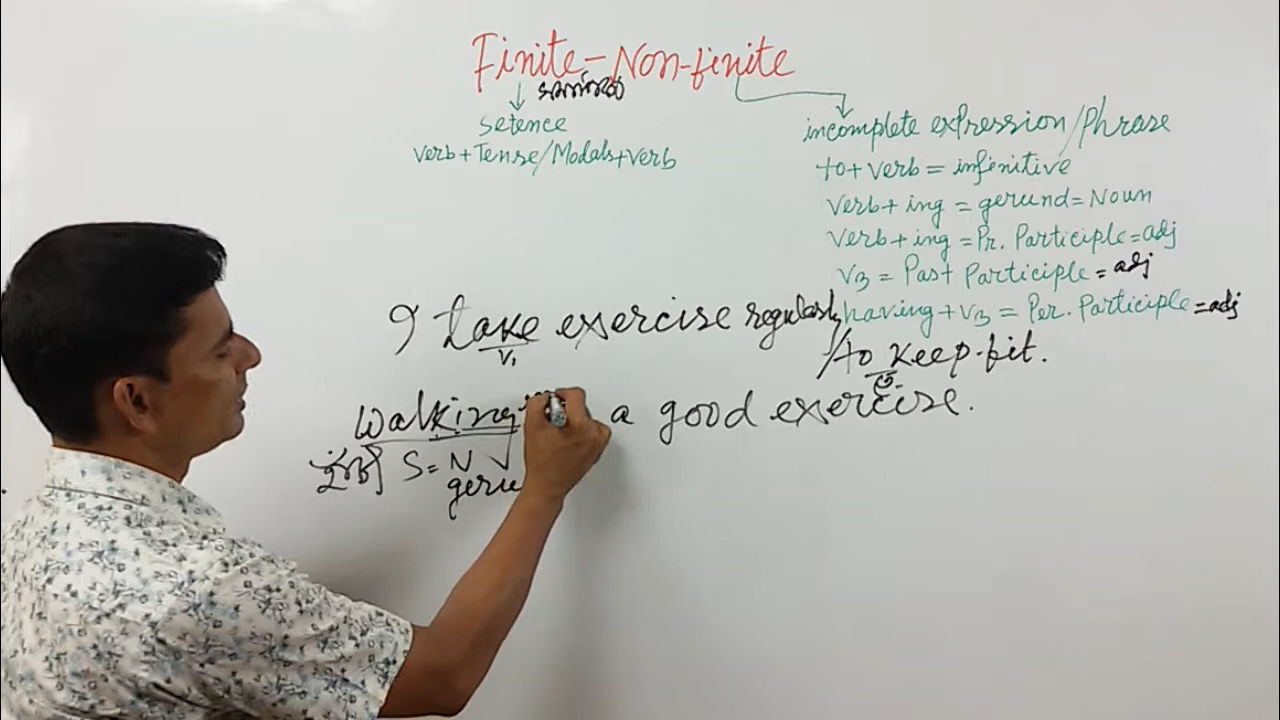 Finite-Non-finite
setence
verb+Tense/Modals+verb
incomplete expression/Phrase
to+verb=infinitive
verb+ing=gerund=Noun
verb+ing=Pr. Participle=adj
V3=Past Participle=adj
having+V3=Per. Participle=adj
I take exercise regularly
V1
/to keep fit.
Walking a good exercise.
S=N
geru